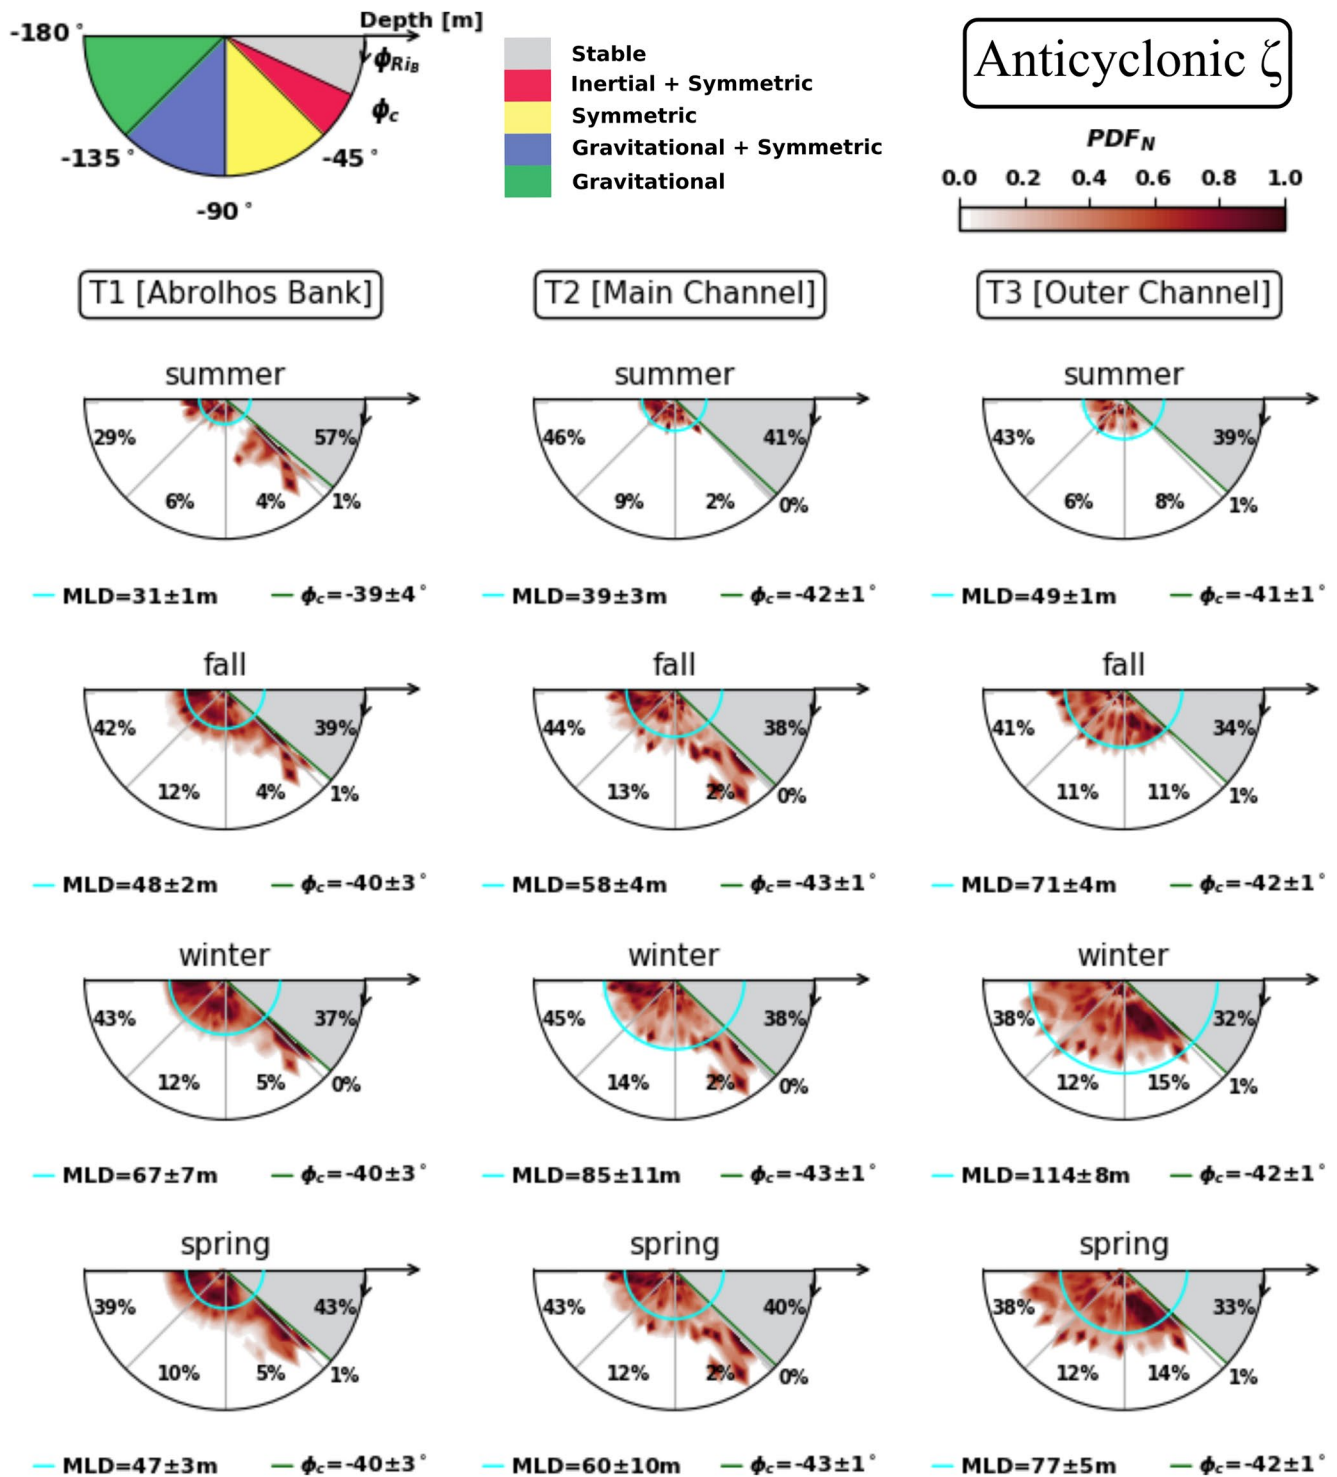 Depth [m]
-180°
ϕRiB
ϕc
-135°
-45°
-90°
Stable
Inertial + Symmetric
Symmetric
Gravitational + Symmetric
Gravitational
Anticyclonic ζ
PDFN
0.0 0.2 0.4 0.6 0.8 1.0
T1 [Abrolhos Bank] T2 [Main Channel] T3 [Outer Channel]
summer summer summer
29% 57% 46% 41% 43% 39%
6% 4% 1% 9% 2% 0% 6% 8% 1%
MLD=31±1m ϕc=-39±4° MLD=39±3m ϕc=-42±1° MLD=49±1m ϕc=-41±1°
fall fall fall
42% 39% 44% 38% 41% 34%
12% 4% 1% 13% 2% 0% 11% 11% 1%
MLD=48±2m ϕc=-40±3° MLD=58±4m ϕc=-43±1° MLD=71±4m ϕc=-42±1°
winter winter winter
43% 37% 45% 38% 38% 32%
12% 5% 0% 14% 2% 0% 12% 15% 1%
MLD=67±7m ϕc=-40±3° MLD=85±11m ϕc=-43±1° MLD=114±8m ϕc=-42±1°
spring spring spring
39% 43% 43% 40% 38% 33%
10% 5% 1% 12% 2% 0% 12% 14% 1%
MLD=47±3m ϕc=-40±3° MLD=60±10m ϕc=-43±1° MLD=77±5m ϕc=-42±1°